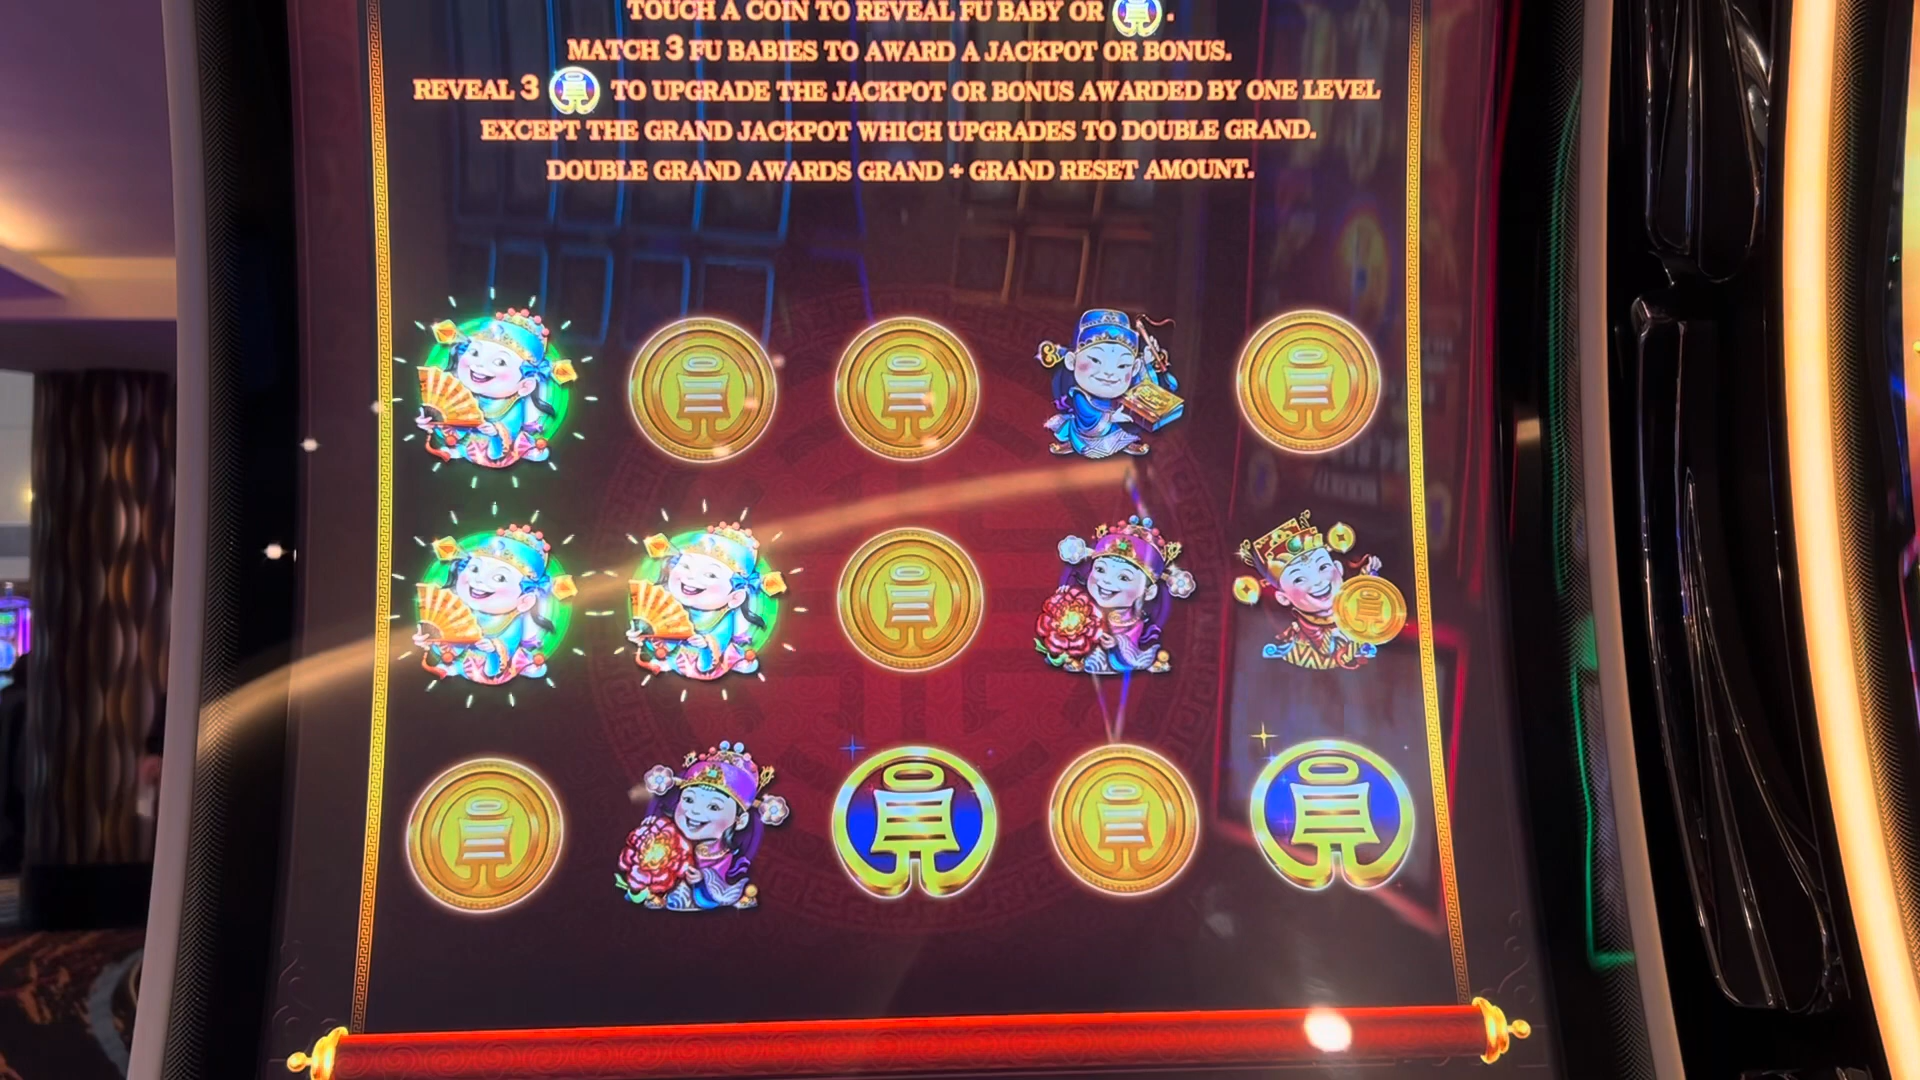 TOUCH A COIN TO REVEAL FU BABY OR .
MATCH 3 FU BABIES TO AWARD A JACKPOT OR BONUS.
REVEAL 3 TO UPGRADE THE JACKPOT OR BONUS AWARDED BY ONE LEVEL
EXCEPT THE GRAND JACKPOT WHICH UPGRADES TO DOUBLE GRAND.
DOUBLE GRAND AWARDS GRAND + GRAND RESET AMOUNT.